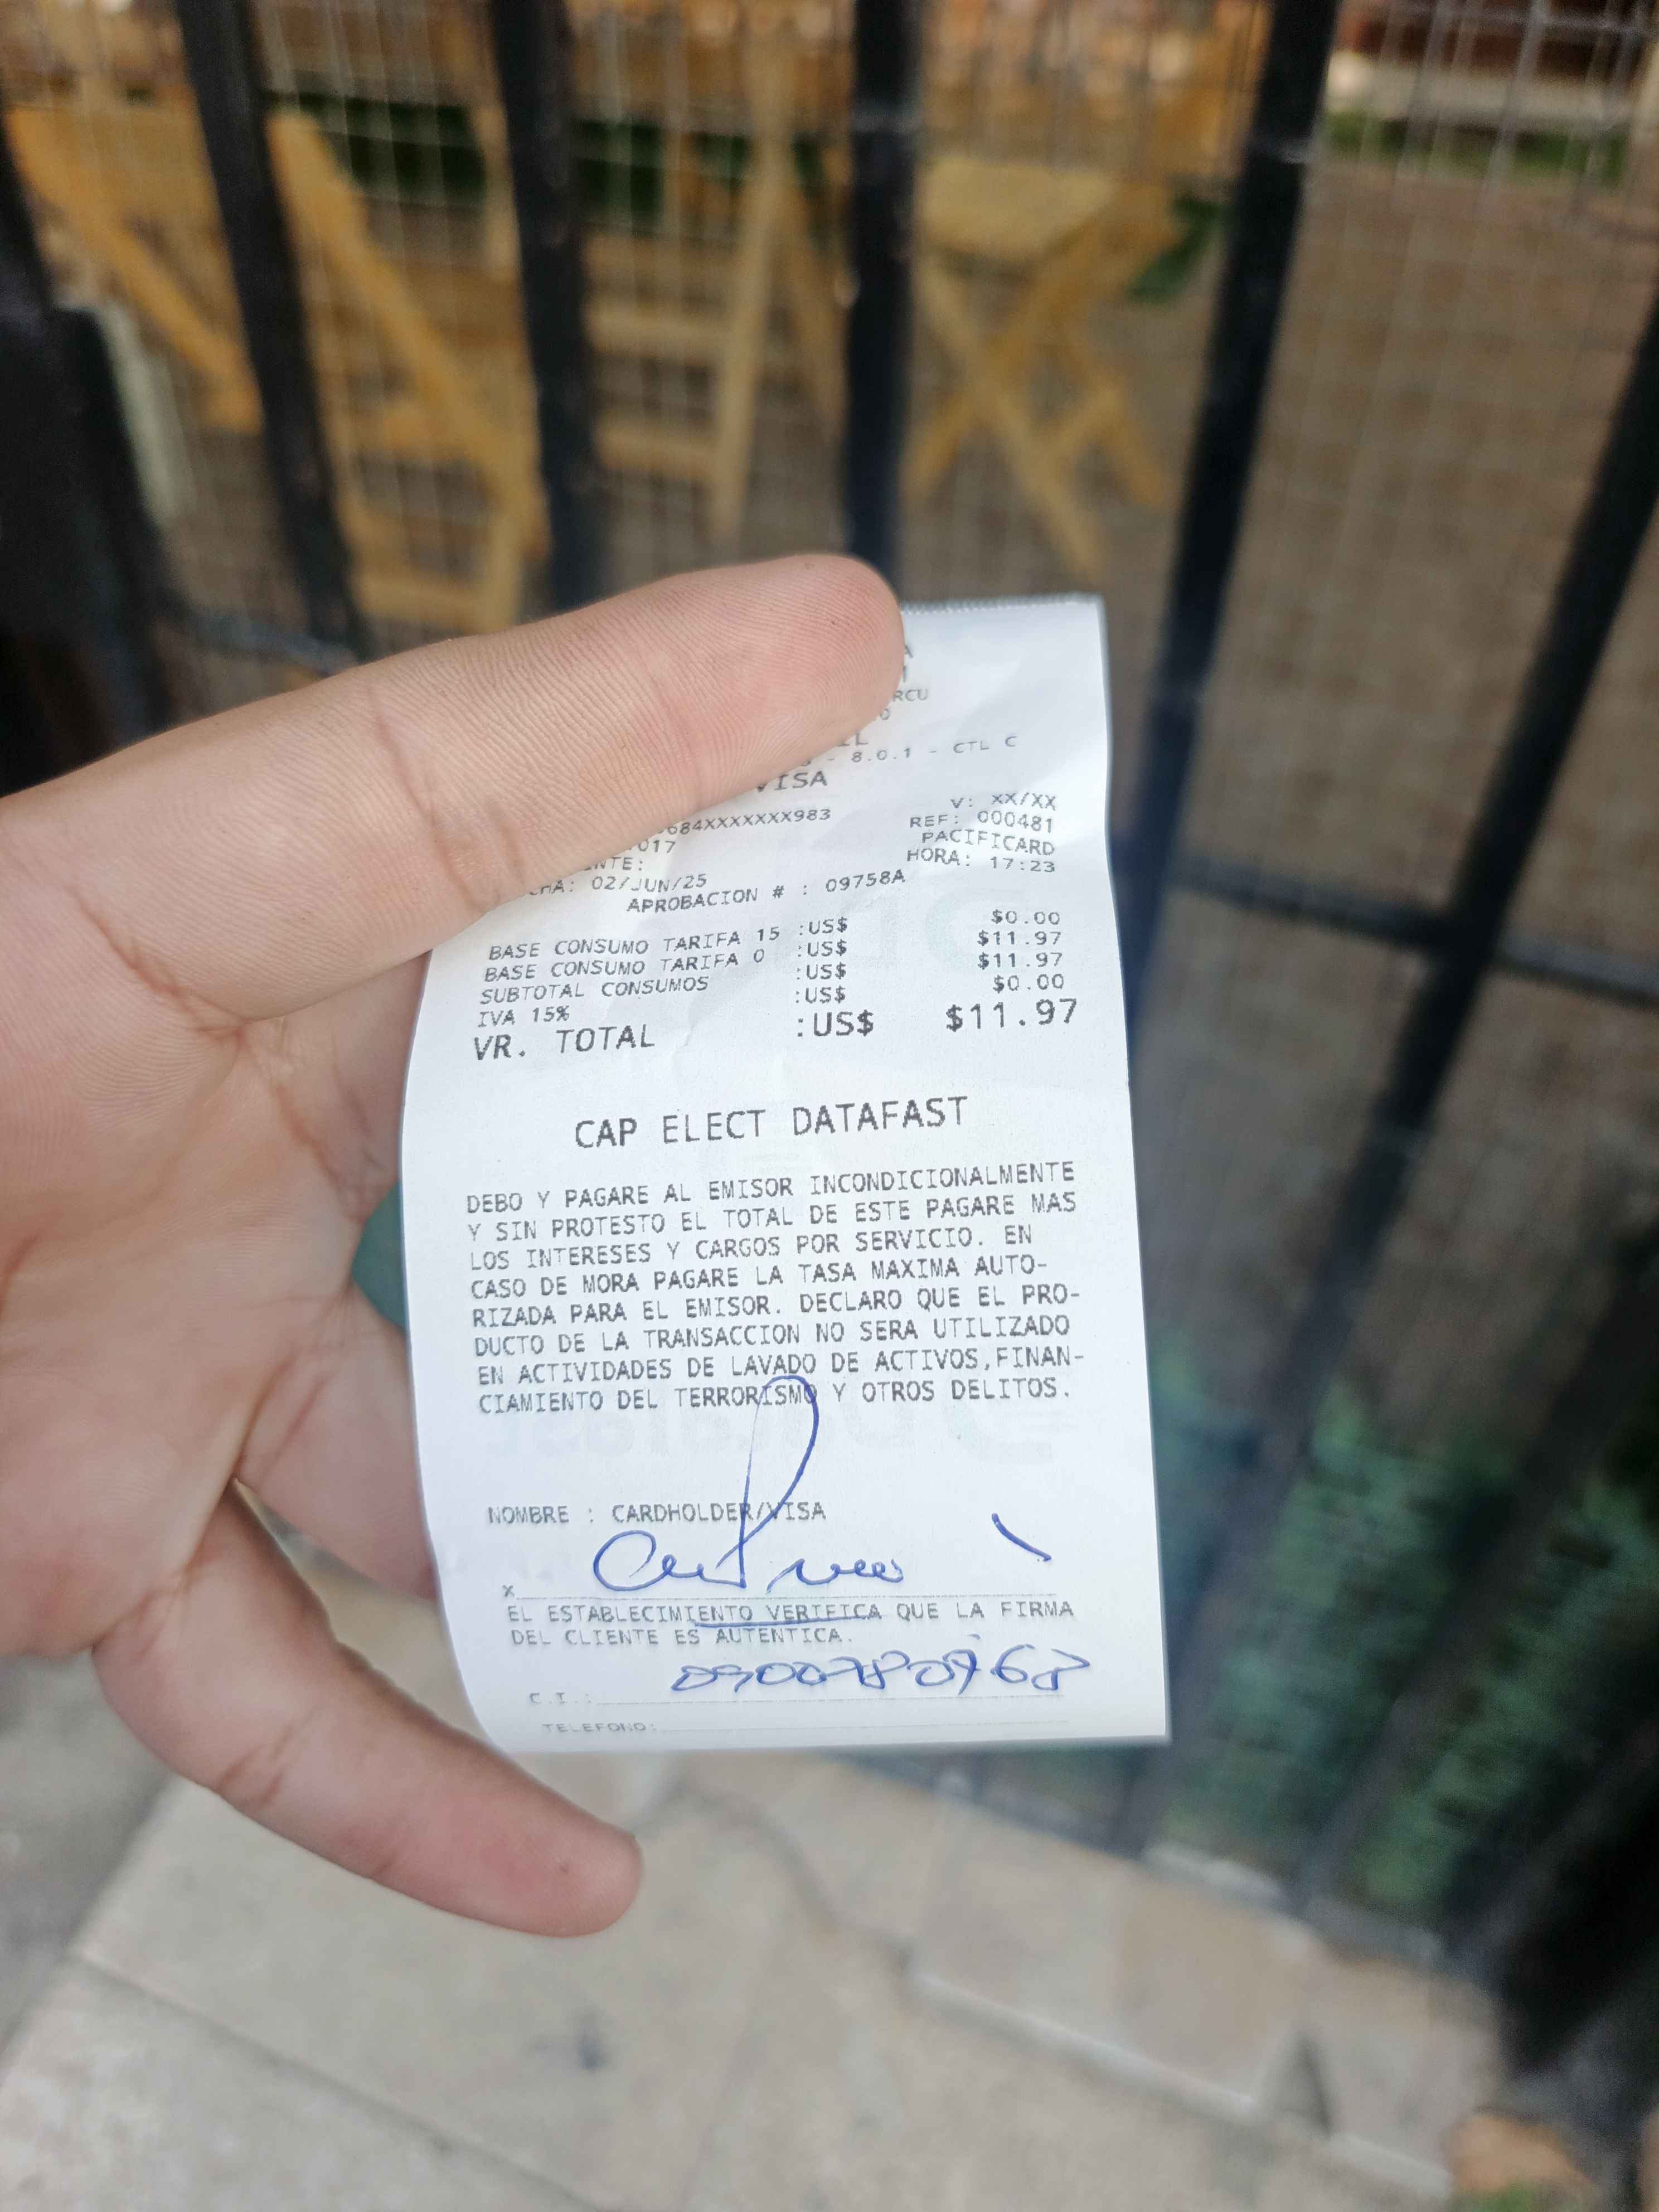 RCU
- 8.0.1 - CTL C
VISA
V: XX/XX
684XXXXXXX983
REF: 000481
017
PACIFICARD
NTE:
HORA: 17:23
CHA: 02/JUN/25
APROBACION # : 09758A
BASE CONSUMO TARIFA 15 :US$ $0.00
BASE CONSUMO TARIFA 0 :US$ $11.97
SUBTOTAL CONSUMOS :US$ $11.97
IVA 15% :US$ $0.00
VR. TOTAL :US$ $11.97
CAP ELECT DATAFAST
DEBO Y PAGARE AL EMISOR INCONDICIONALMENTE
Y SIN PROTESTO EL TOTAL DE ESTE PAGARE MAS
LOS INTERESES Y CARGOS POR SERVICIO. EN
CASO DE MORA PAGARE LA TASA MAXIMA AUTO-
RIZADA PARA EL EMISOR. DECLARO QUE EL PRO-
DUCTO DE LA TRANSACCION NO SERA UTILIZADO
EN ACTIVIDADES DE LAVADO DE ACTIVOS,FINAN-
CIAMIENTO DEL TERRORISMO Y OTROS DELITOS.
NOMBRE : CARDHOLDER/VISA
X
EL ESTABLECIMIENTO VERIFICA QUE LA FIRMA
DEL CLIENTE ES AUTENTICA.
C.I.:
TELEFONO: